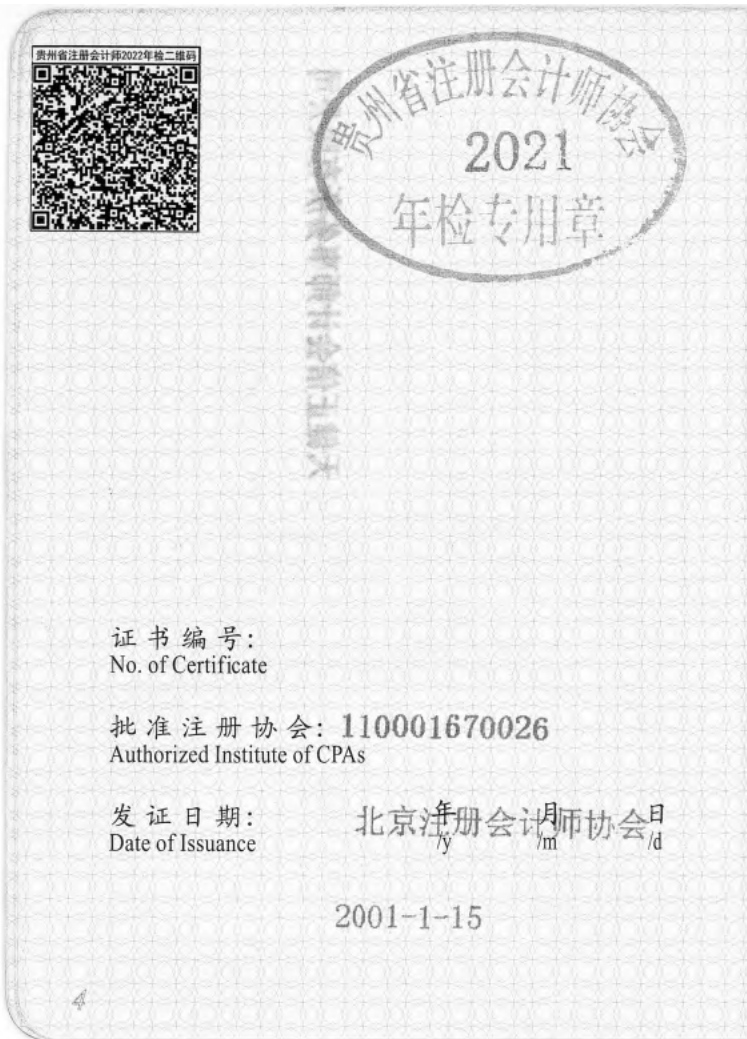 贵州省注册会计师2022年检二维码
贵州省注册会计师协会
2021
年检专用章
证书编号:
No. of Certificate
批准注册协会: 110001670026
Authorized Institute of CPAs
发证日期: 年 月 日
Date of Issuance /y /m /d
北京注册会计师协会
2001-1-15
4